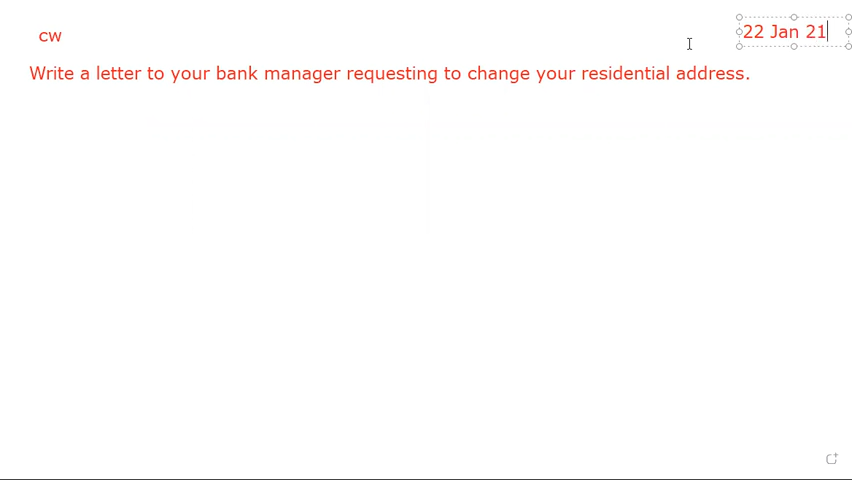 cw
22 Jan 21
Write a letter to your bank manager requesting to change your residential address.